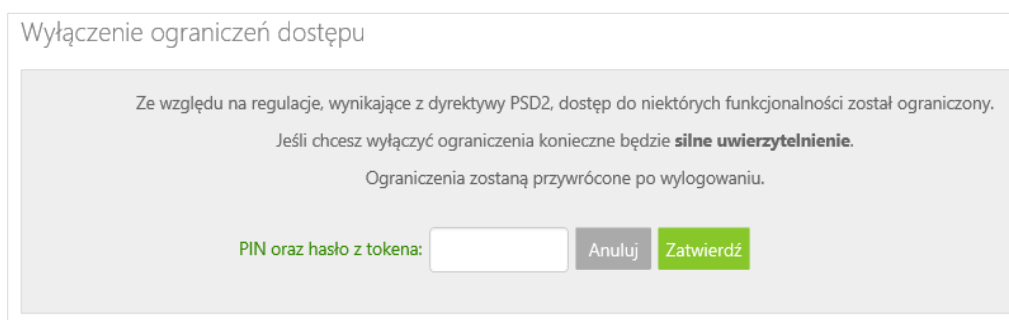 Wyłączenie ograniczeń dostępu
Ze względu na regulacje, wynikające z dyrektywy PSD2, dostęp do niektórych funkcjonalności został ograniczony.
Jeśli chcesz wyłączyć ograniczenia konieczne będzie silne uwierzytelnienie.
Ograniczenia zostaną przywrócone po wylogowaniu.
PIN oraz hasło z tokena: Anuluj Zatwierdź